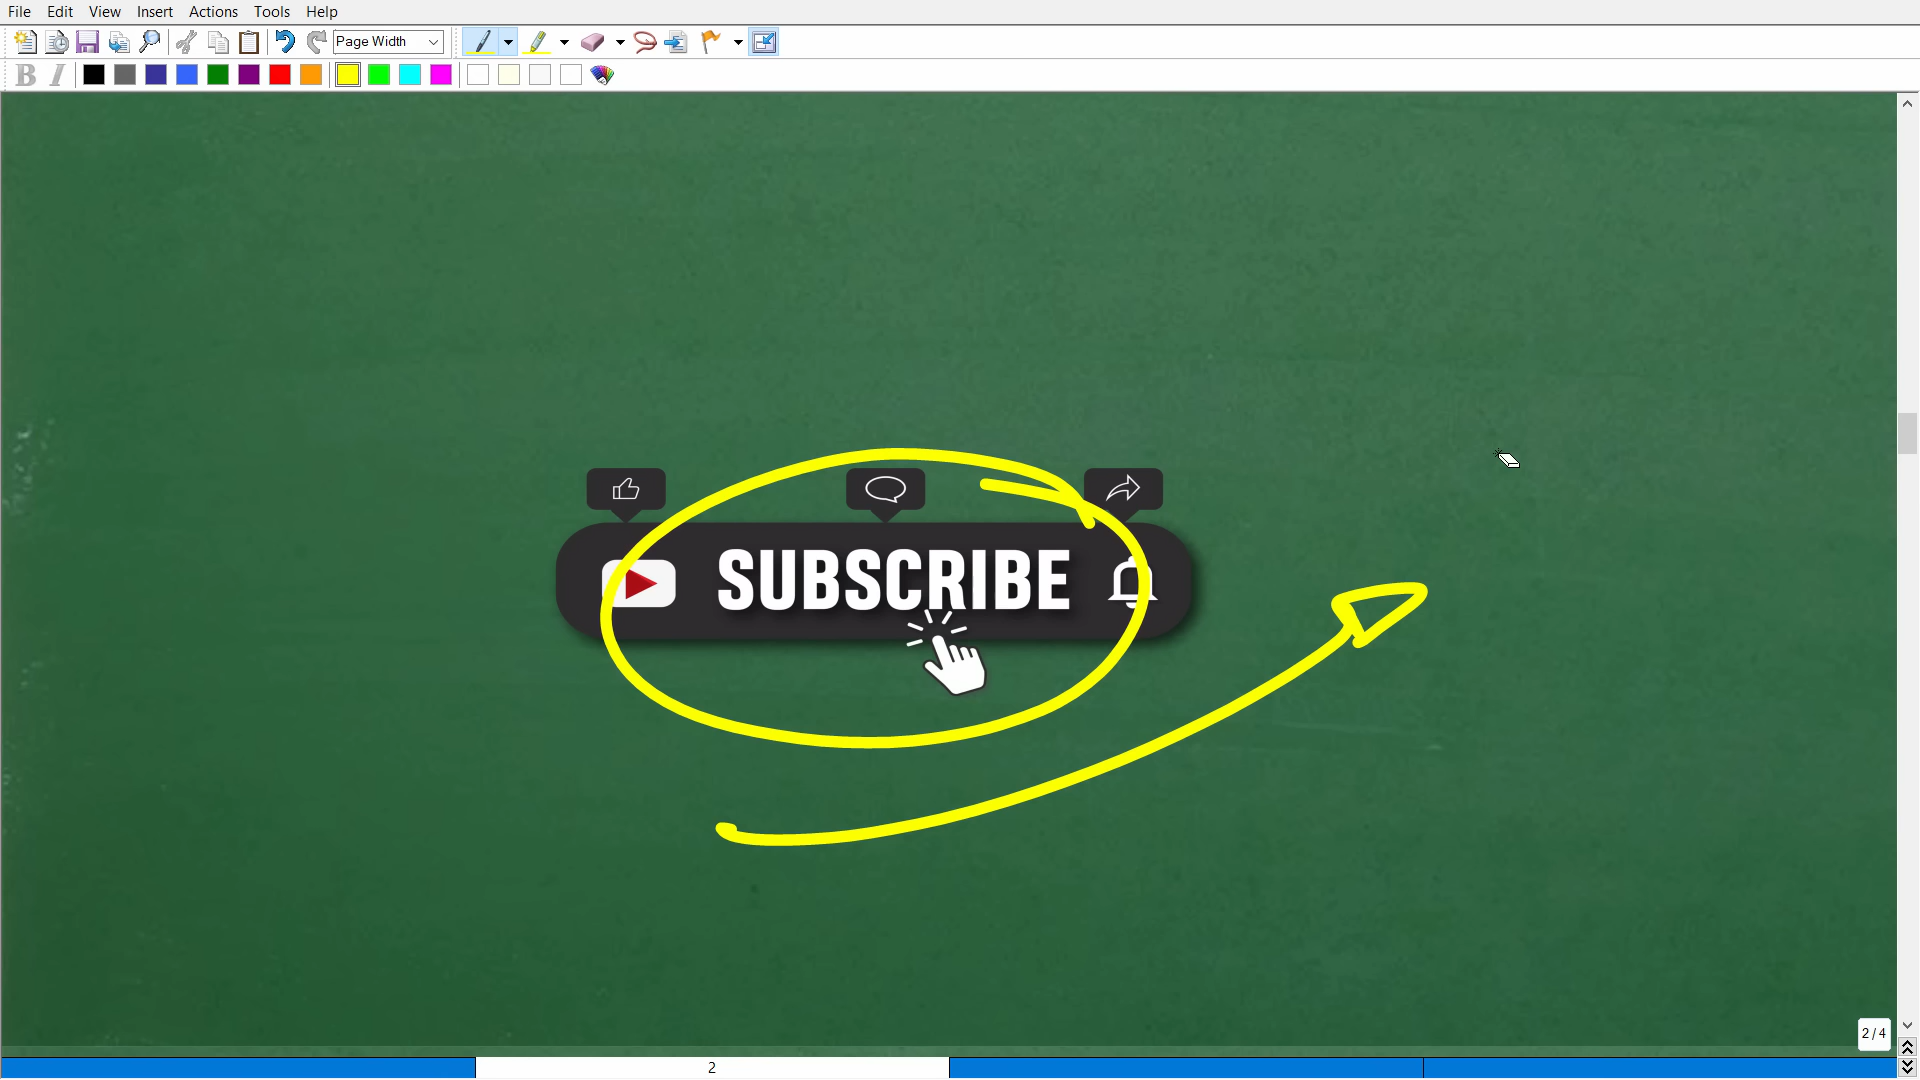 File Edit View Insert Actions Tools Help
Page Width
B I
SUBSCRIBE
2 / 4
2